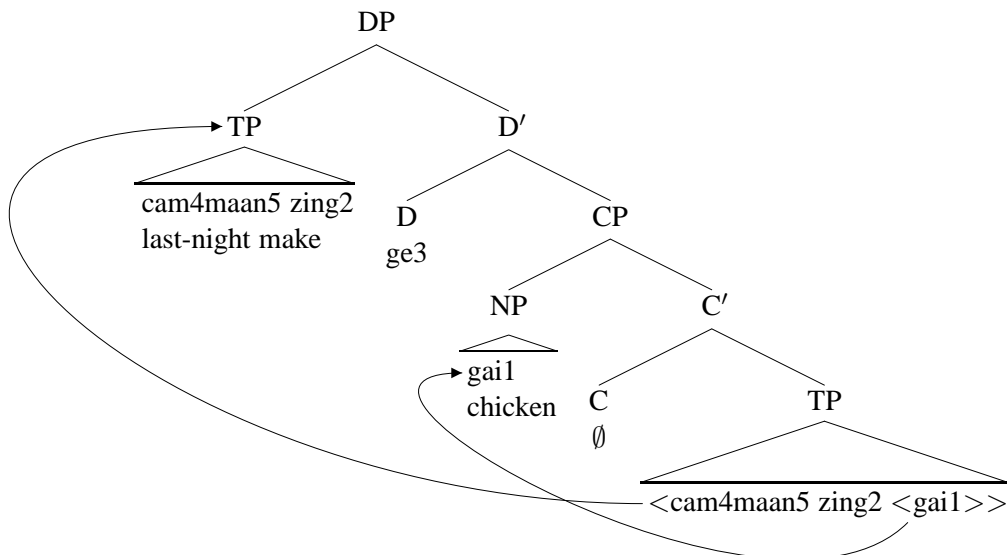 DP
TP D′
cam4maan5 zing2
last-night make
D CP
ge3
NP C′
gai1
chicken
C TP
∅
<cam4maan5 zing2 <gai1>>